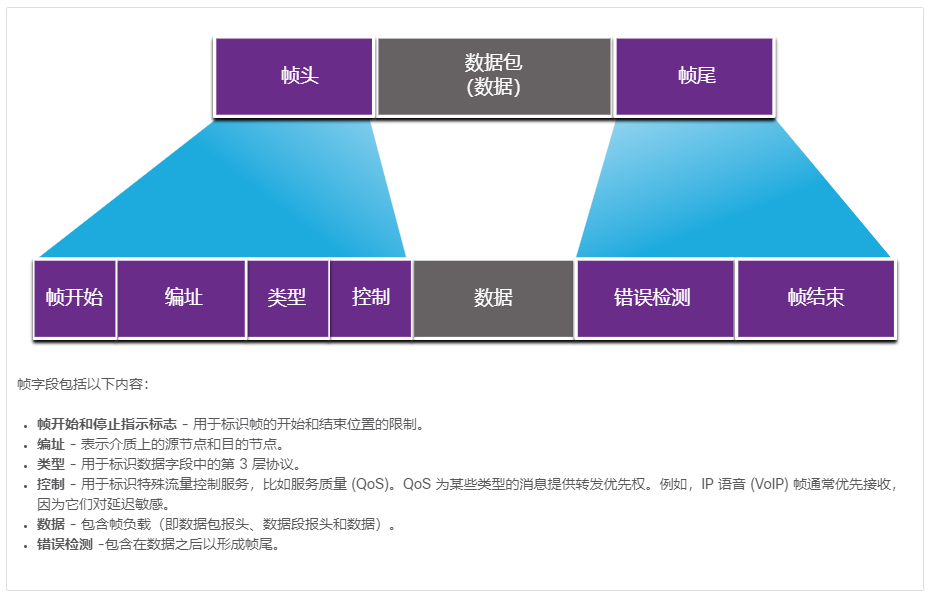 帧头
数据包
(数据)
帧尾
帧开始
编址
类型
控制
数据
错误检测
帧结束
帧字段包括以下内容：
• 帧开始和停止指示标志 - 用于标识帧的开始和结束位置的限制。
• 编址 - 表示介质上的源节点和目的节点。
• 类型 - 用于标识数据字段中的第 3 层协议。
• 控制 - 用于标识特殊流量控制服务，比如服务质量 (QoS)。QoS 为某些类型的消息提供转发优先权。例如，IP 语音 (VoIP) 帧通常优先接收，
因为它们对延迟敏感。
• 数据 - 包含帧负载（即数据包报头、数据段报头和数据）。
• 错误检测 -包含在数据之后以形成帧尾。